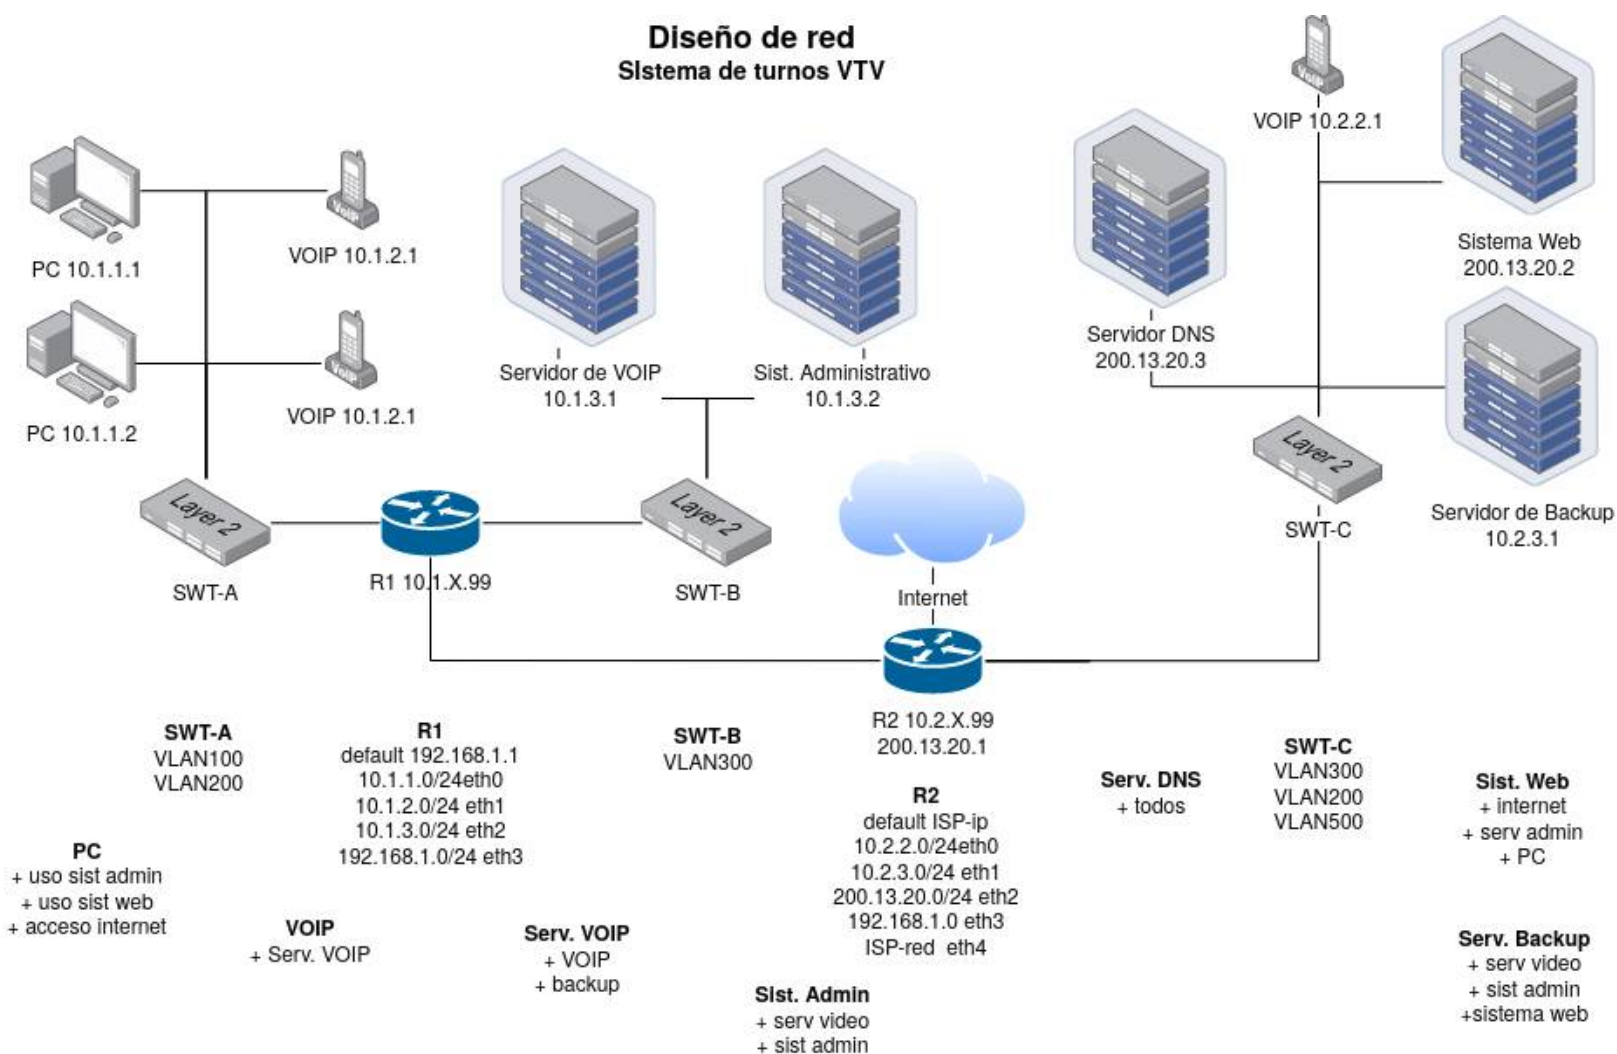 Diseño de red
SIstema de turnos VTV
VoIP
VOIP 10.2.2.1
Sistema Web
200.13.20.2
PC 10.1.1.1
VoIP
VOIP 10.1.2.1
Servidor DNS
200.13.20.3
Servidor de VOIP
10.1.3.1
Sist. Administrativo
10.1.3.2
PC 10.1.1.2
VoIP
VOIP 10.1.2.1
Layer 2
SWT-C
Servidor de Backup
10.2.3.1
Layer 2
SWT-A
R1 10.1.X.99
Layer 2
SWT-B
Internet
R2 10.2.X.99
200.13.20.1
SWT-A
VLAN100
VLAN200
R1
default 192.168.1.1
10.1.1.0/24eth0
10.1.2.0/24 eth1
10.1.3.0/24 eth2
192.168.1.0/24 eth3
SWT-B
VLAN300
R2
default ISP-ip
10.2.2.0/24eth0
10.2.3.0/24 eth1
200.13.20.0/24 eth2
192.168.1.0 eth3
ISP-red eth4
Serv. DNS
+ todos
SWT-C
VLAN300
VLAN200
VLAN500
Sist. Web
+ internet
+ serv admin
+ PC
PC
+ uso sist admin
+ uso sist web
+ acceso internet
VOIP
+ Serv. VOIP
Serv. VOIP
+ VOIP
+ backup
Sist. Admin
+ serv video
+ sist admin
Serv. Backup
+ serv video
+ sist admin
+sistema web